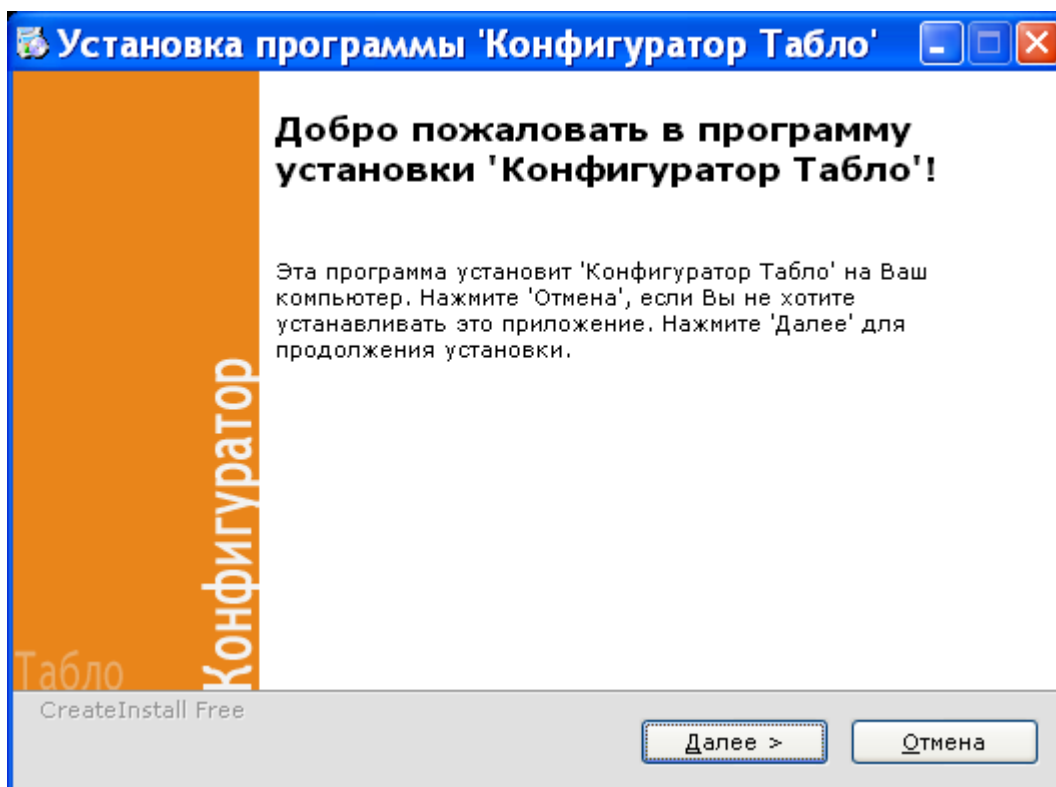 Установка программы 'Конфигуратор Табло'
Добро пожаловать в программу
установки 'Конфигуратор Табло'!
Эта программа установит 'Конфигуратор Табло' на Ваш
компьютер. Нажмите 'Отмена', если Вы не хотите
устанавливать это приложение. Нажмите 'Далее' для
продолжения установки.
Конфигуратор
Табло
CreateInstall Free
Далее >
Отмена